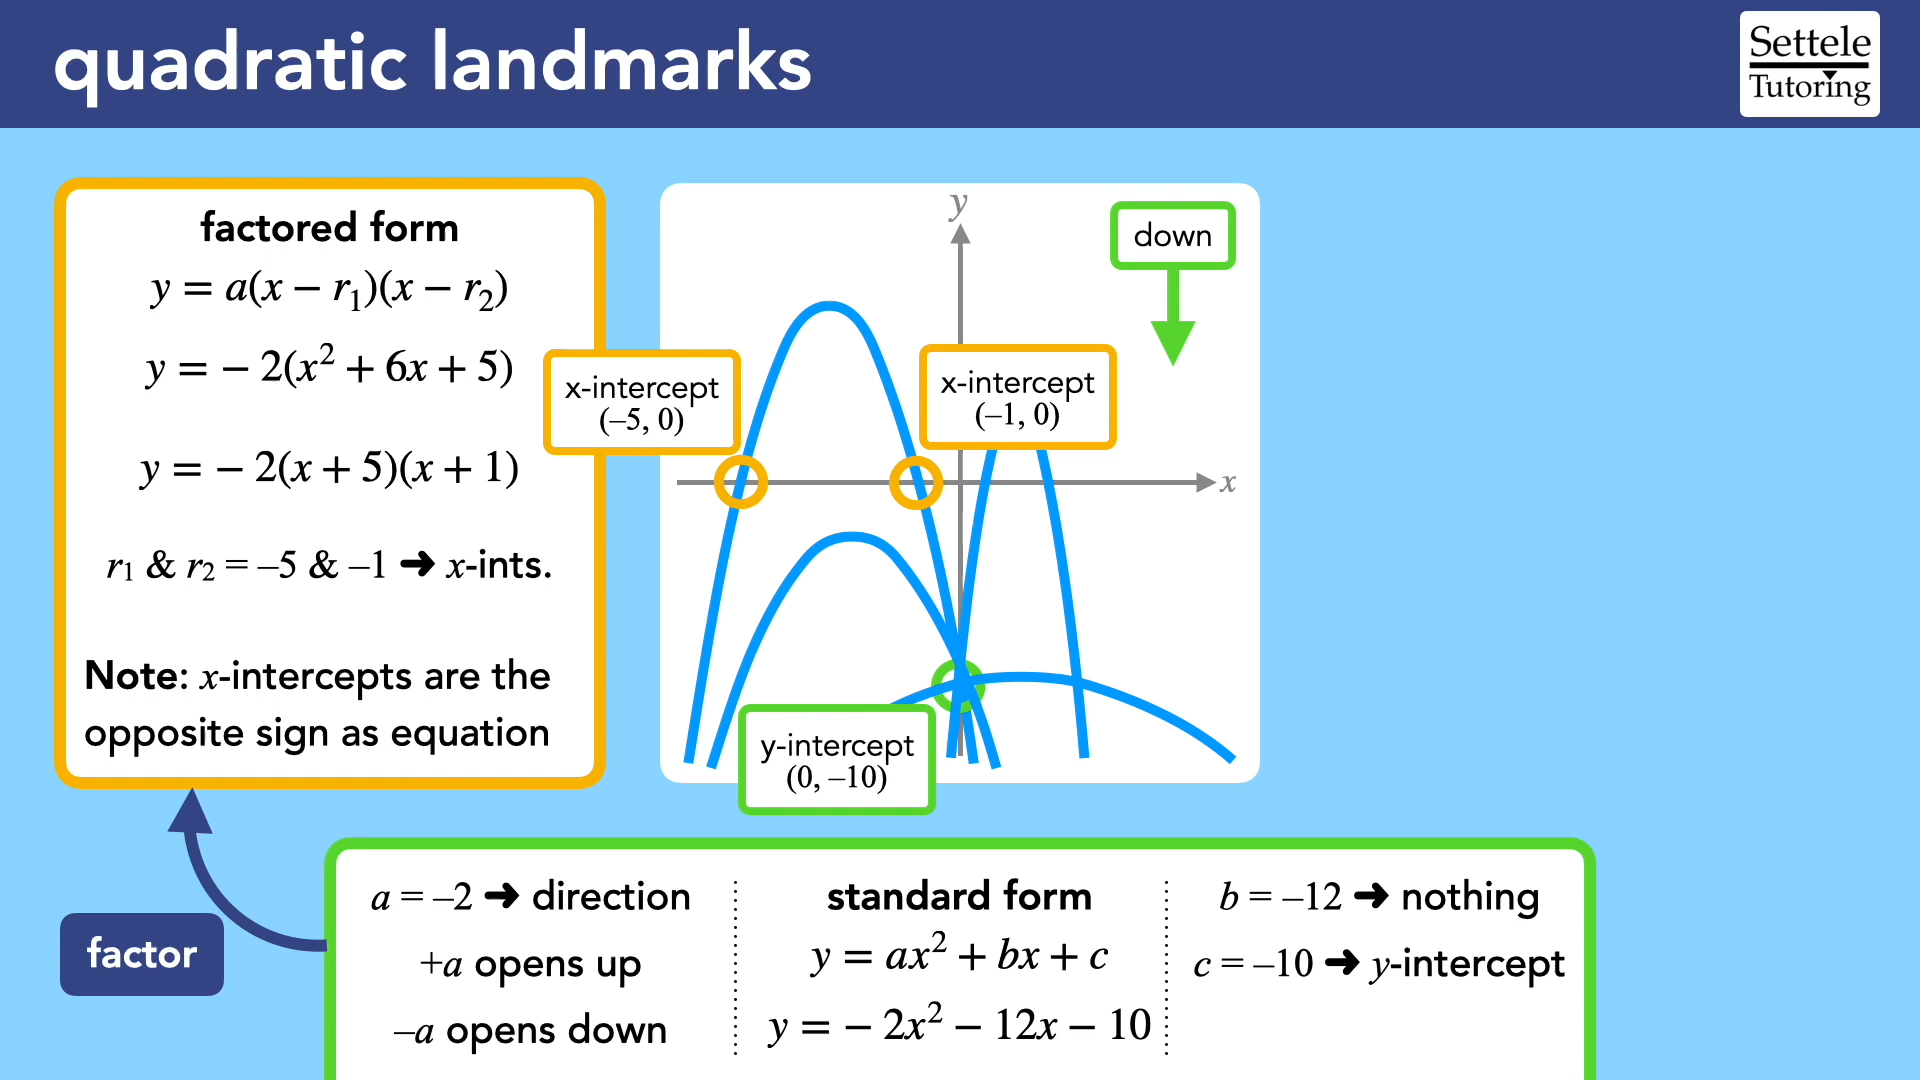 quadratic landmarks
Settele
Tutoring
factored form
y = a(x − r₁)(x − r₂)
y = − 2(x² + 6x + 5)
y = − 2(x + 5)(x + 1)
r₁ & r₂ = –5 & –1 ➜ x-ints.
Note: x-intercepts are the
opposite sign as equation
y
down
x-intercept
(–5, 0)
x-intercept
(–1, 0)
x
y-intercept
(0, –10)
factor
a = –2 ➜ direction
+a opens up
–a opens down
standard form
y = ax² + bx + c
y = − 2x² − 12x − 10
b = –12 ➜ nothing
c = –10 ➜ y-intercept